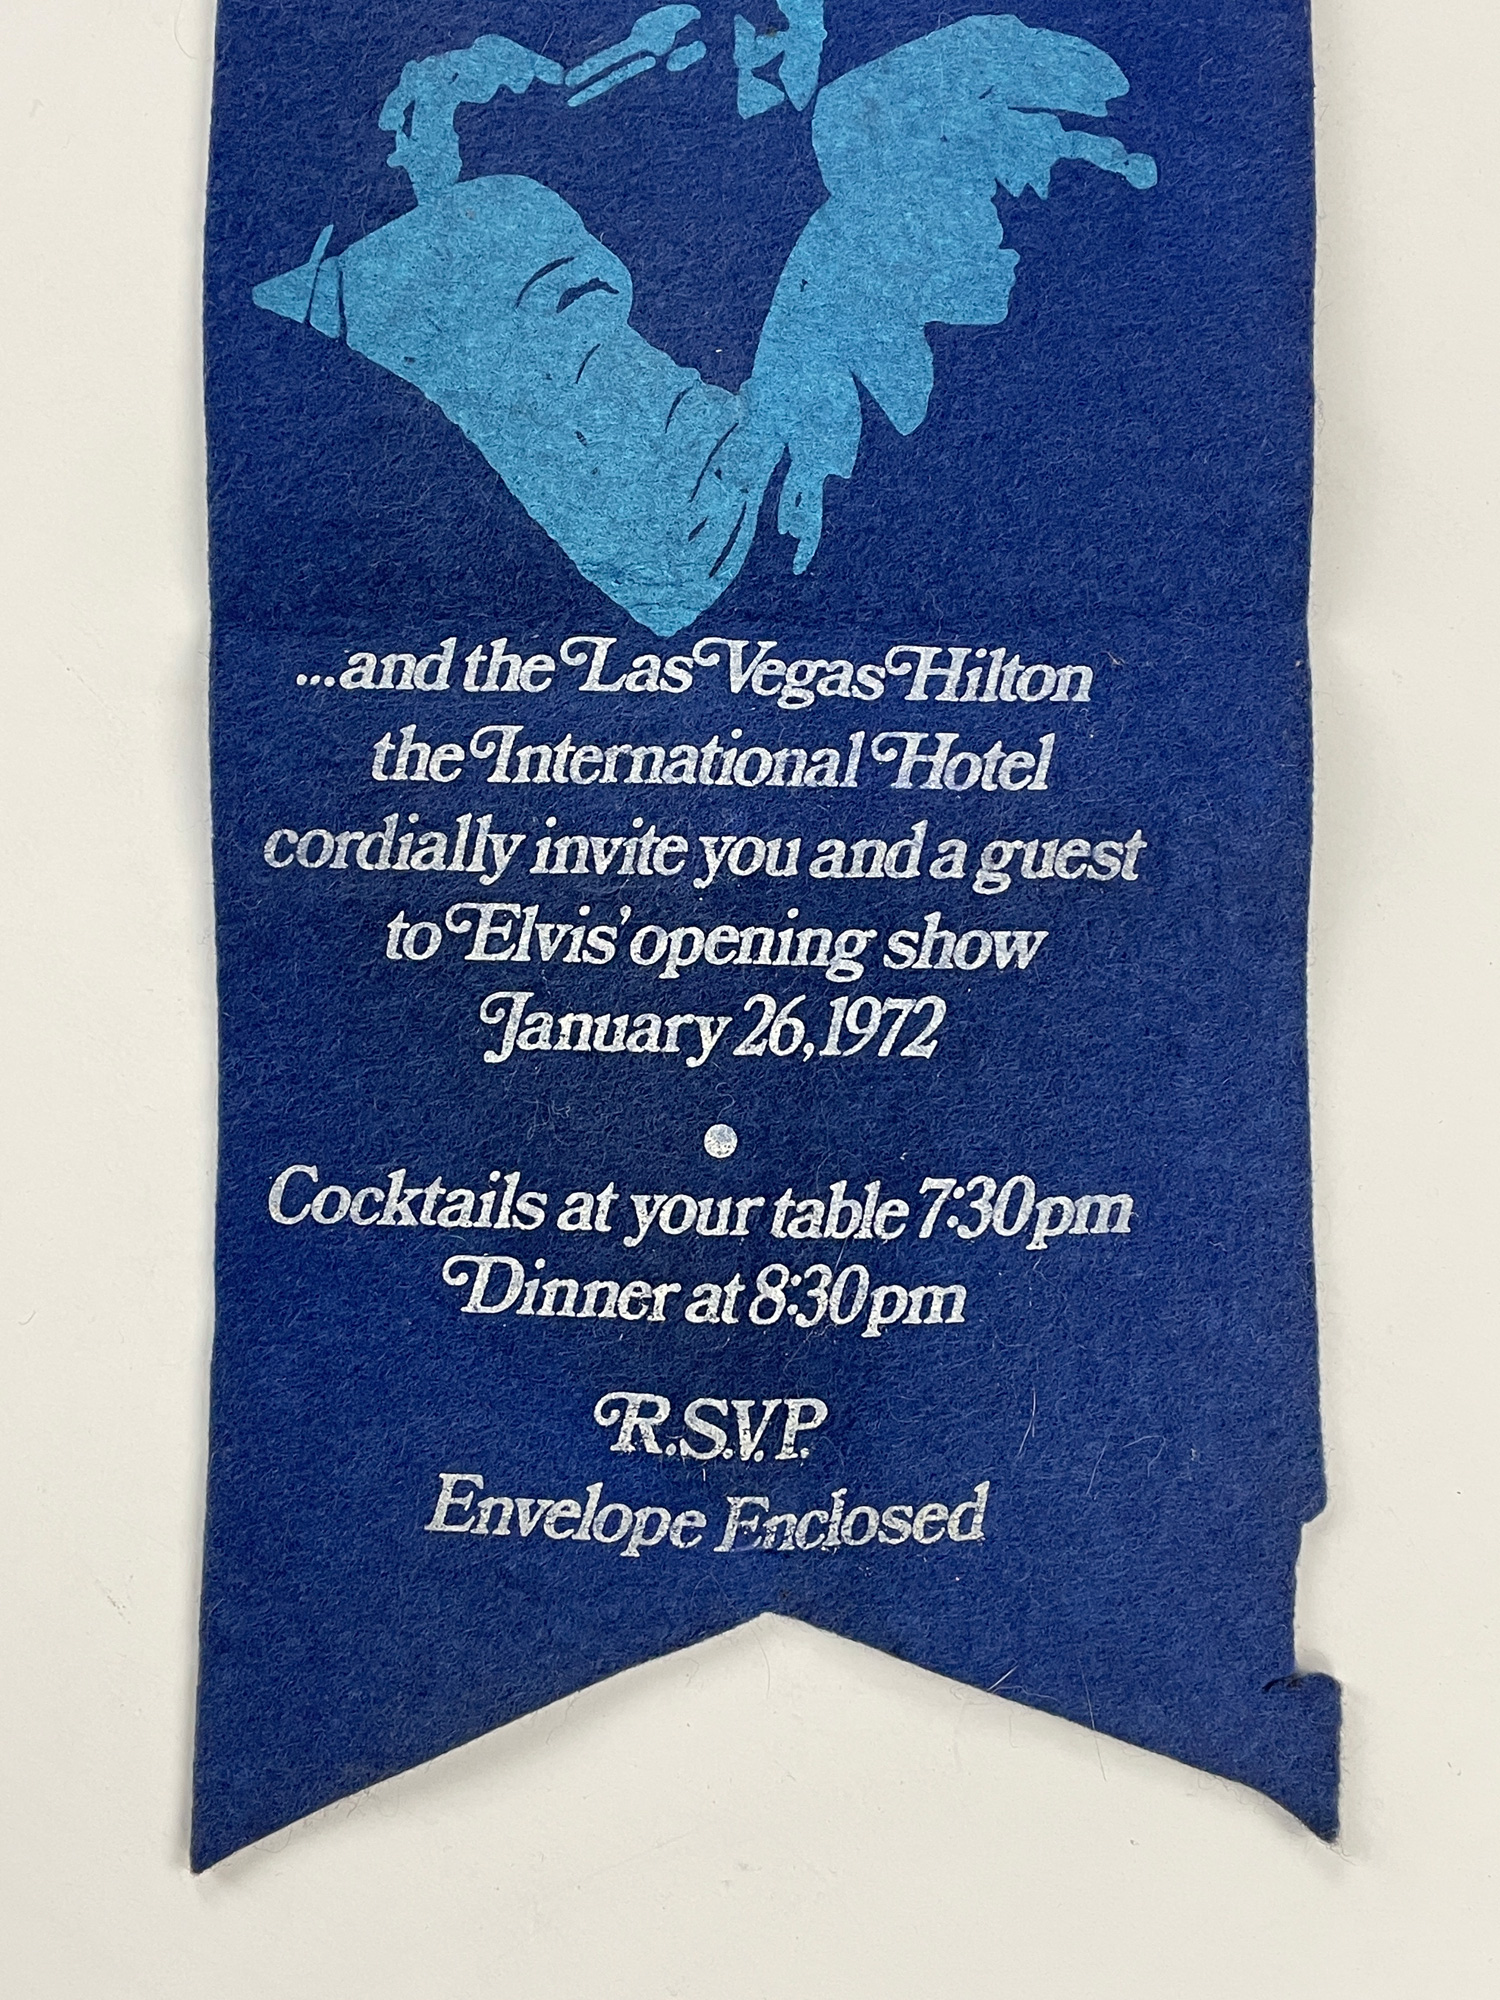 ...and the Las Vegas Hilton
the International Hotel
cordially invite you and a guest
to Elvis' opening show
January 26, 1972
Cocktails at your table 7:30pm
Dinner at 8:30pm
R.S.V.P.
Envelope Enclosed